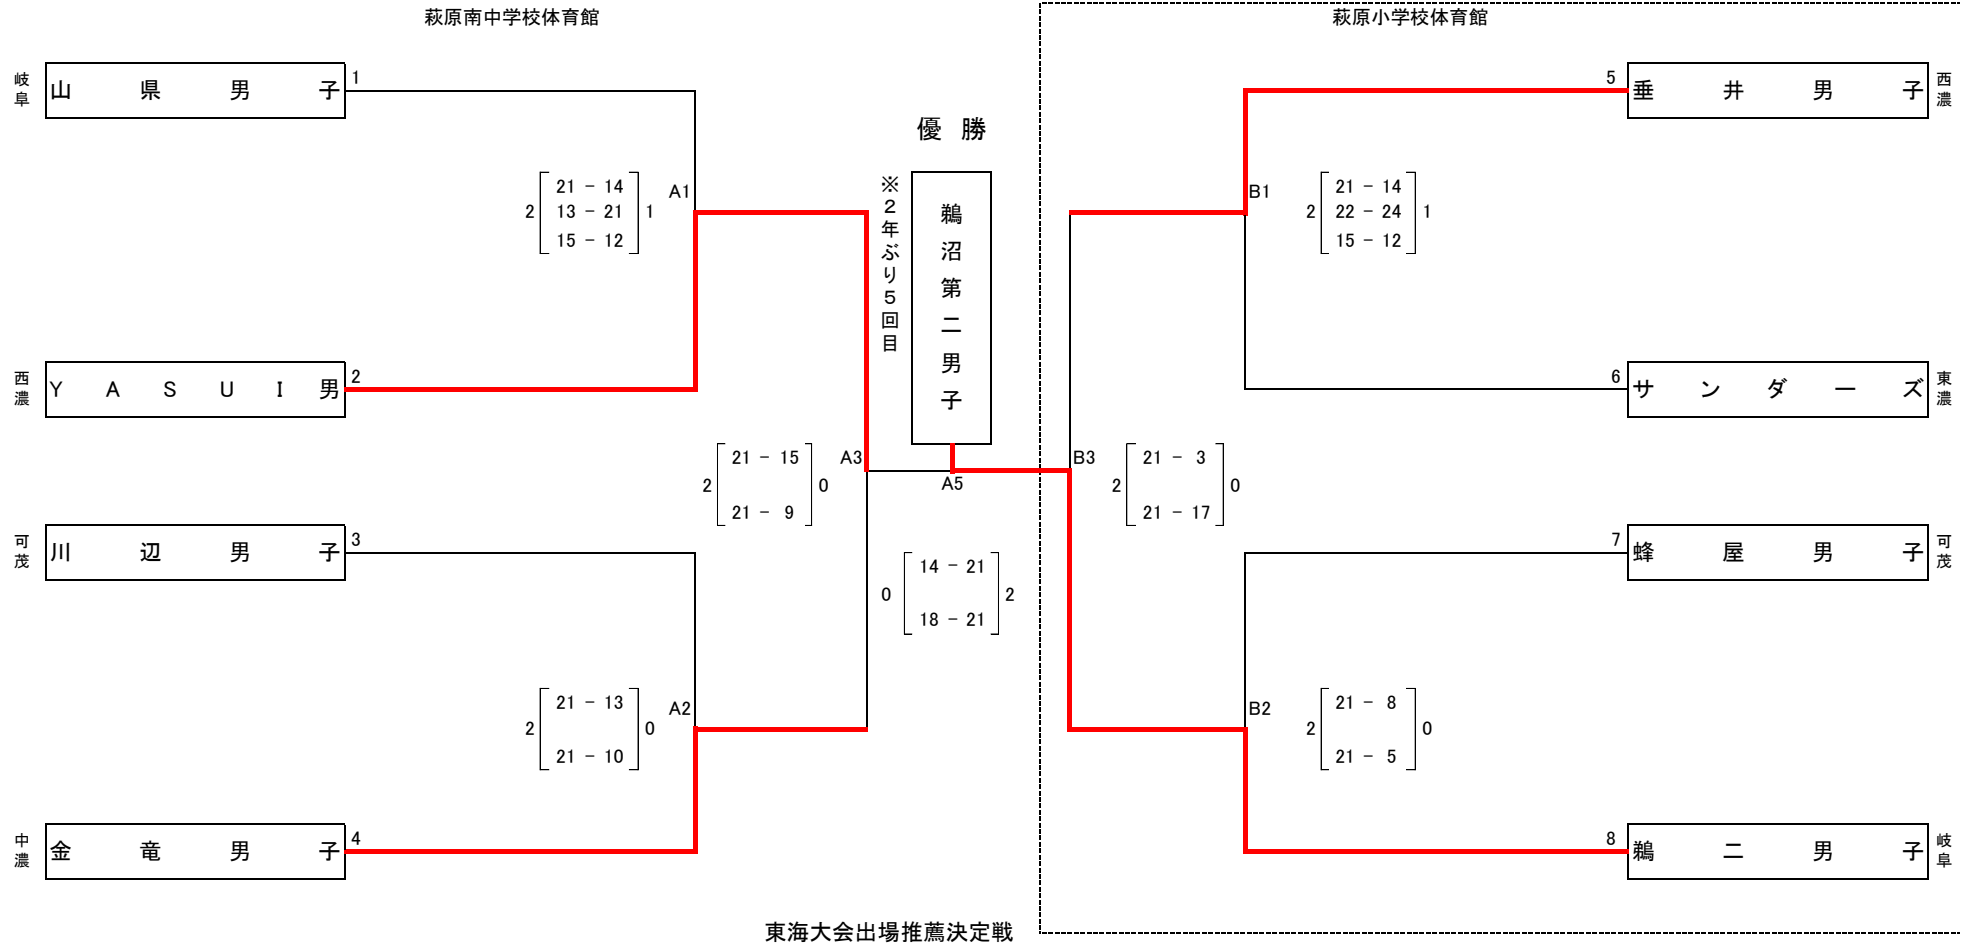 萩原南中学校体育館
萩原小学校体育館
岐阜
山県男子
1
5
垂井男子
西濃
優勝
※2年ぶり5回目
鵜沼第二男子
A1
2
21 - 14
13 - 21
15 - 12
1
B1
2
21 - 14
22 - 24
15 - 12
1
西濃
YASUI男
2
6
サンダーズ
東濃
A3
2
21 - 15
21 - 9
0
A5
B3
2
21 - 3
21 - 17
0
可茂
川辺男子
3
7
蜂屋男子
可茂
0
14 - 21
18 - 21
2
A2
2
21 - 13
21 - 10
0
B2
2
21 - 8
21 - 5
0
中濃
金竜男子
4
8
鵜二男子
岐阜
東海大会出場推薦決定戦